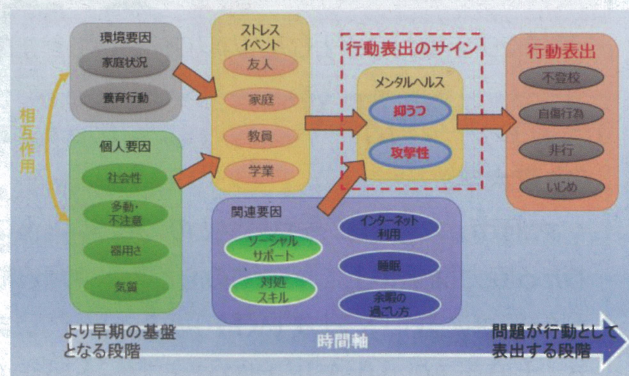 環境要因
家庭状況
養育行動
相互作用
個人要因
社会性
多動・
不注意
器用さ
気質
ストレス
イベント
友人
家庭
教員
学業
関連要因
ソーシャル
サポート
対処
スキル
インターネット
利用
睡眠
余暇の
過ごし方
行動表出のサイン
メンタルヘルス
抑うつ
攻撃性
行動表出
不登校
自傷行為
非行
いじめ
より早期の基盤
となる段階
時間軸
問題が行動として
表出する段階